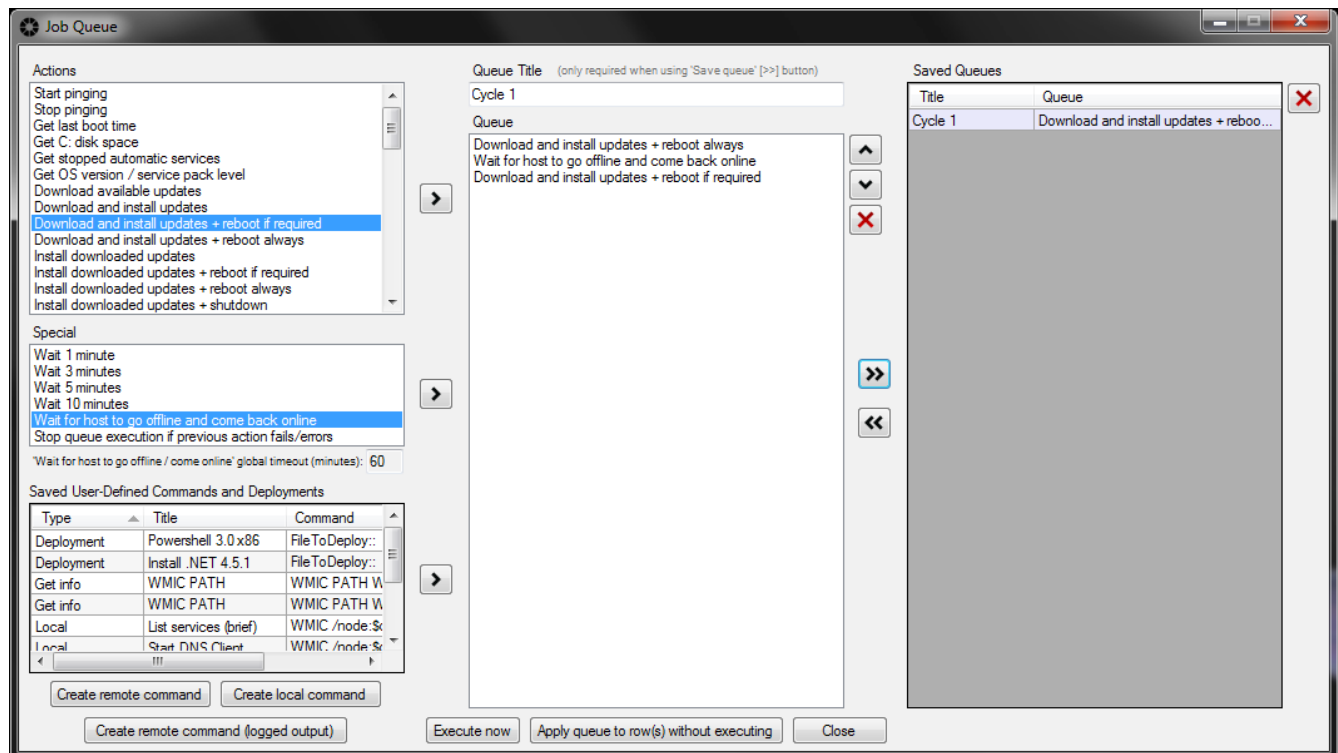 Job Queue
Actions
Start pinging
Stop pinging
Get last boot time
Get C: disk space
Get stopped automatic services
Get OS version / service pack level
Download available updates
Download and install updates
Download and install updates + reboot if required
Download and install updates + reboot always
Install downloaded updates
Install downloaded updates + reboot if required
Install downloaded updates + reboot always
Install downloaded updates + shutdown
Special
Wait 1 minute
Wait 3 minutes
Wait 5 minutes
Wait 10 minutes
Wait for host to go offline and come back online
Stop queue execution if previous action fails/errors
'Wait for host to go offline / come online' global timeout (minutes): 60
Saved User-Defined Commands and Deployments
Type Title Command
Deployment Powershell 3.0 x86 FileToDeploy::
Deployment Install .NET 4.5.1 FileToDeploy::
Get info WMIC PATH WMIC PATH W
Get info WMIC PATH WMIC PATH W
Local List services (brief) WMIC /node:$
Local Start DNS Client WMIC /node:$
Create remote command Create local command
Create remote command (logged output)
Queue Title (only required when using 'Save queue' [>>] button)
Cycle 1
Queue
Download and install updates + reboot always
Wait for host to go offline and come back online
Download and install updates + reboot if required
Execute now Apply queue to row(s) without executing Close
Saved Queues
Title Queue
Cycle 1 Download and install updates + reboo...